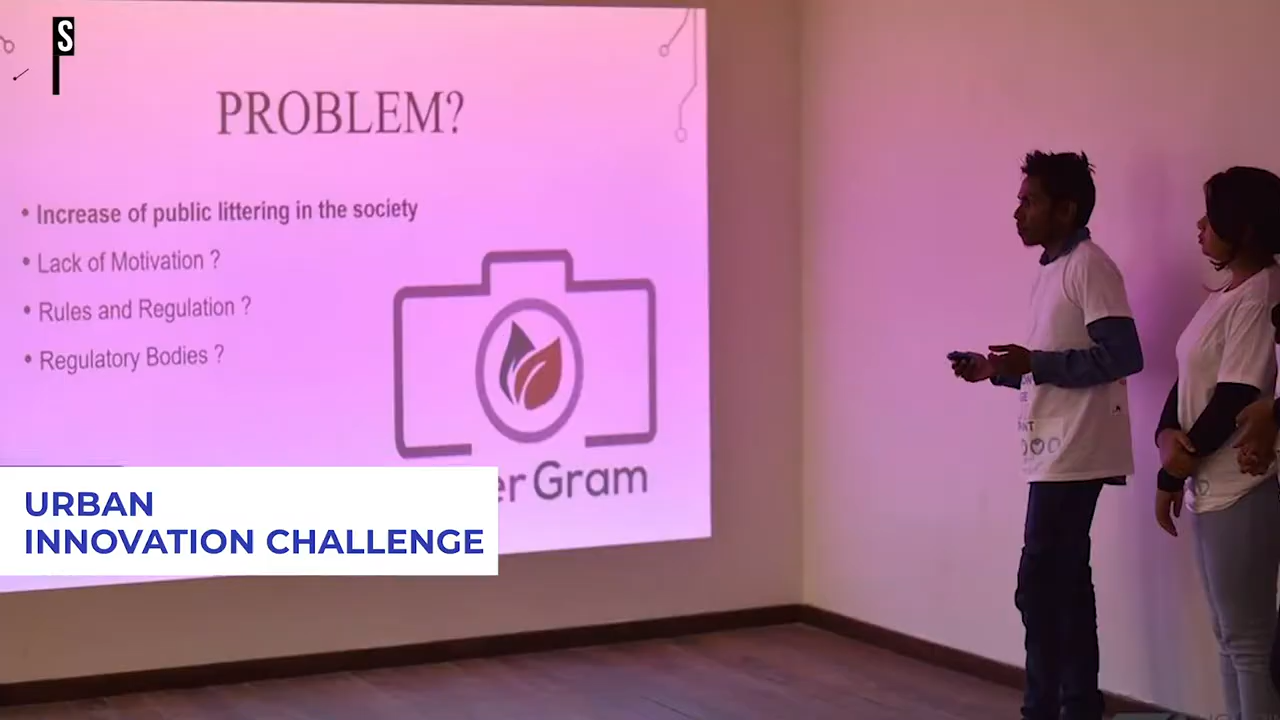 S
PROBLEM?
• Increase of public littering in the society
• Lack of Motivation ?
• Rules and Regulation ?
• Regulatory Bodies ?
er Gram
URBAN
INNOVATION CHALLENGE